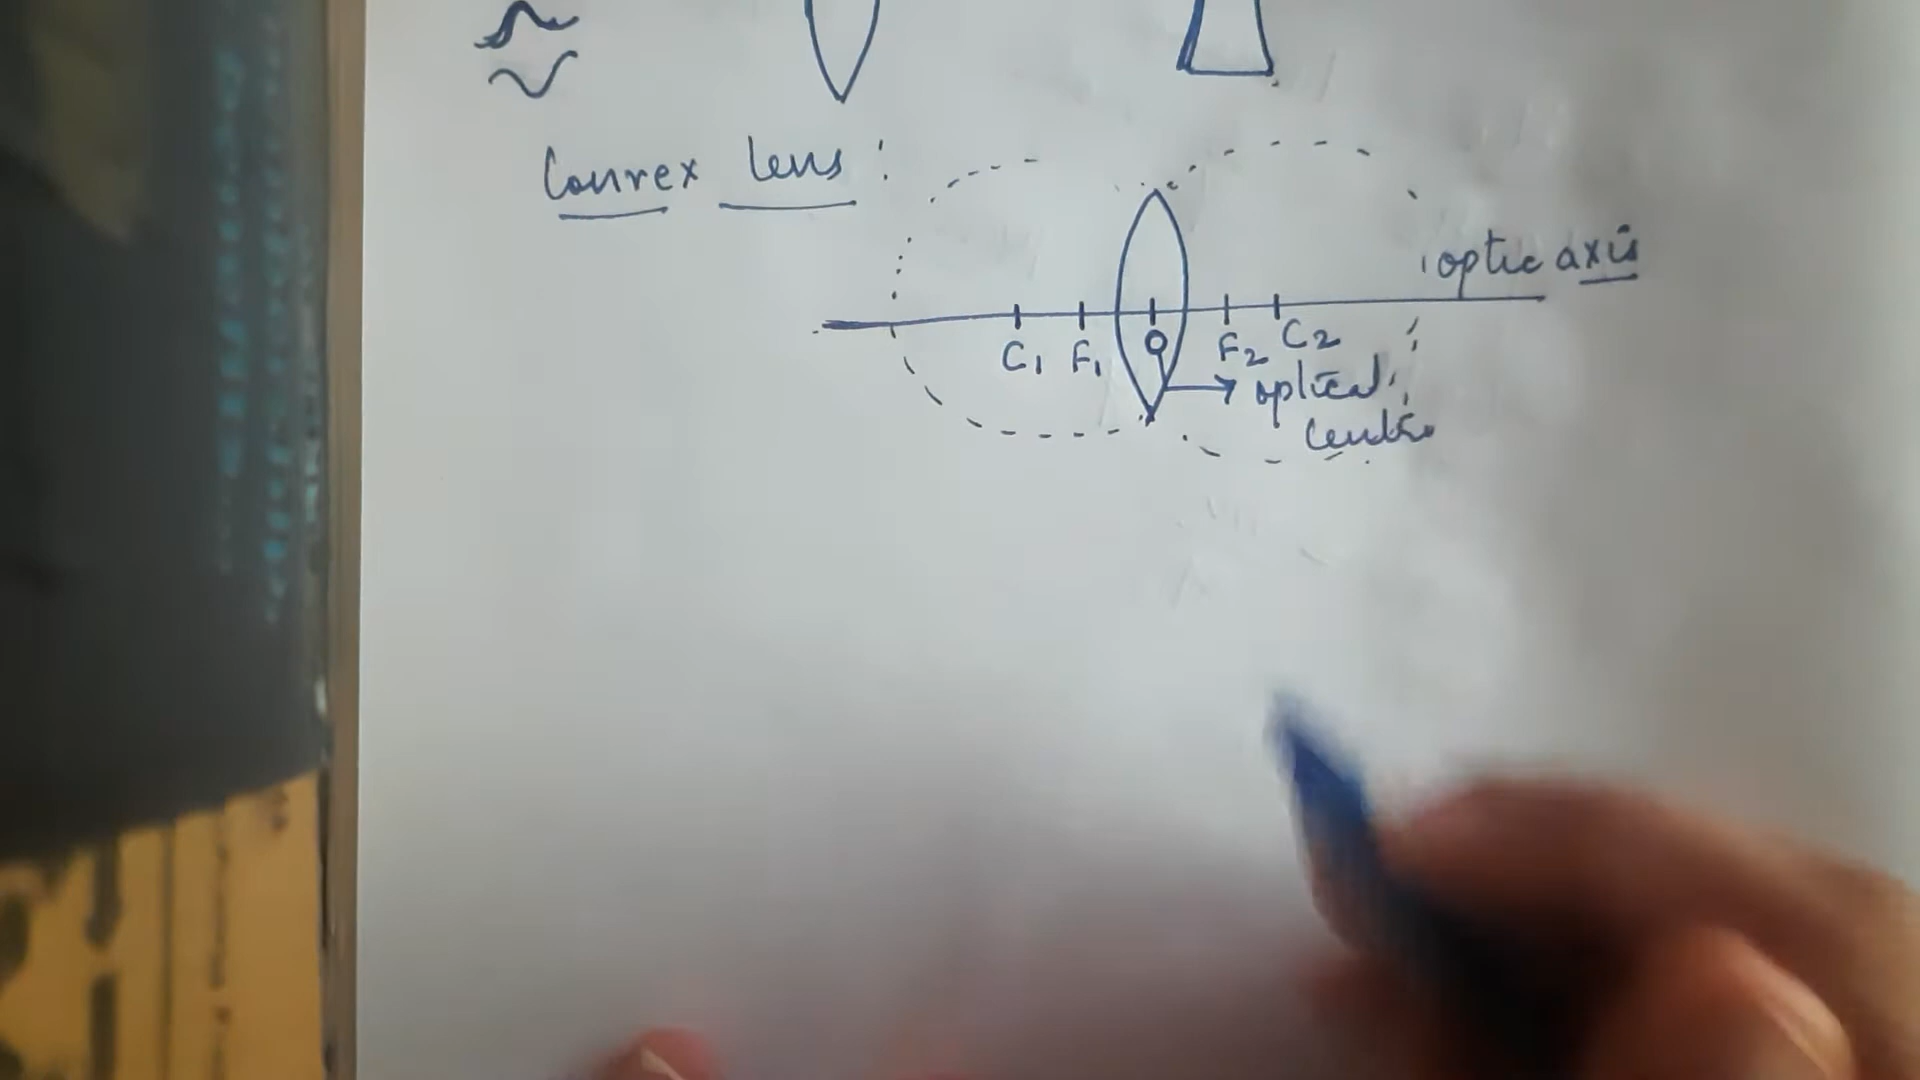 Convex lens :
optic axis
C1 F1 O F2 C2
optical
centre